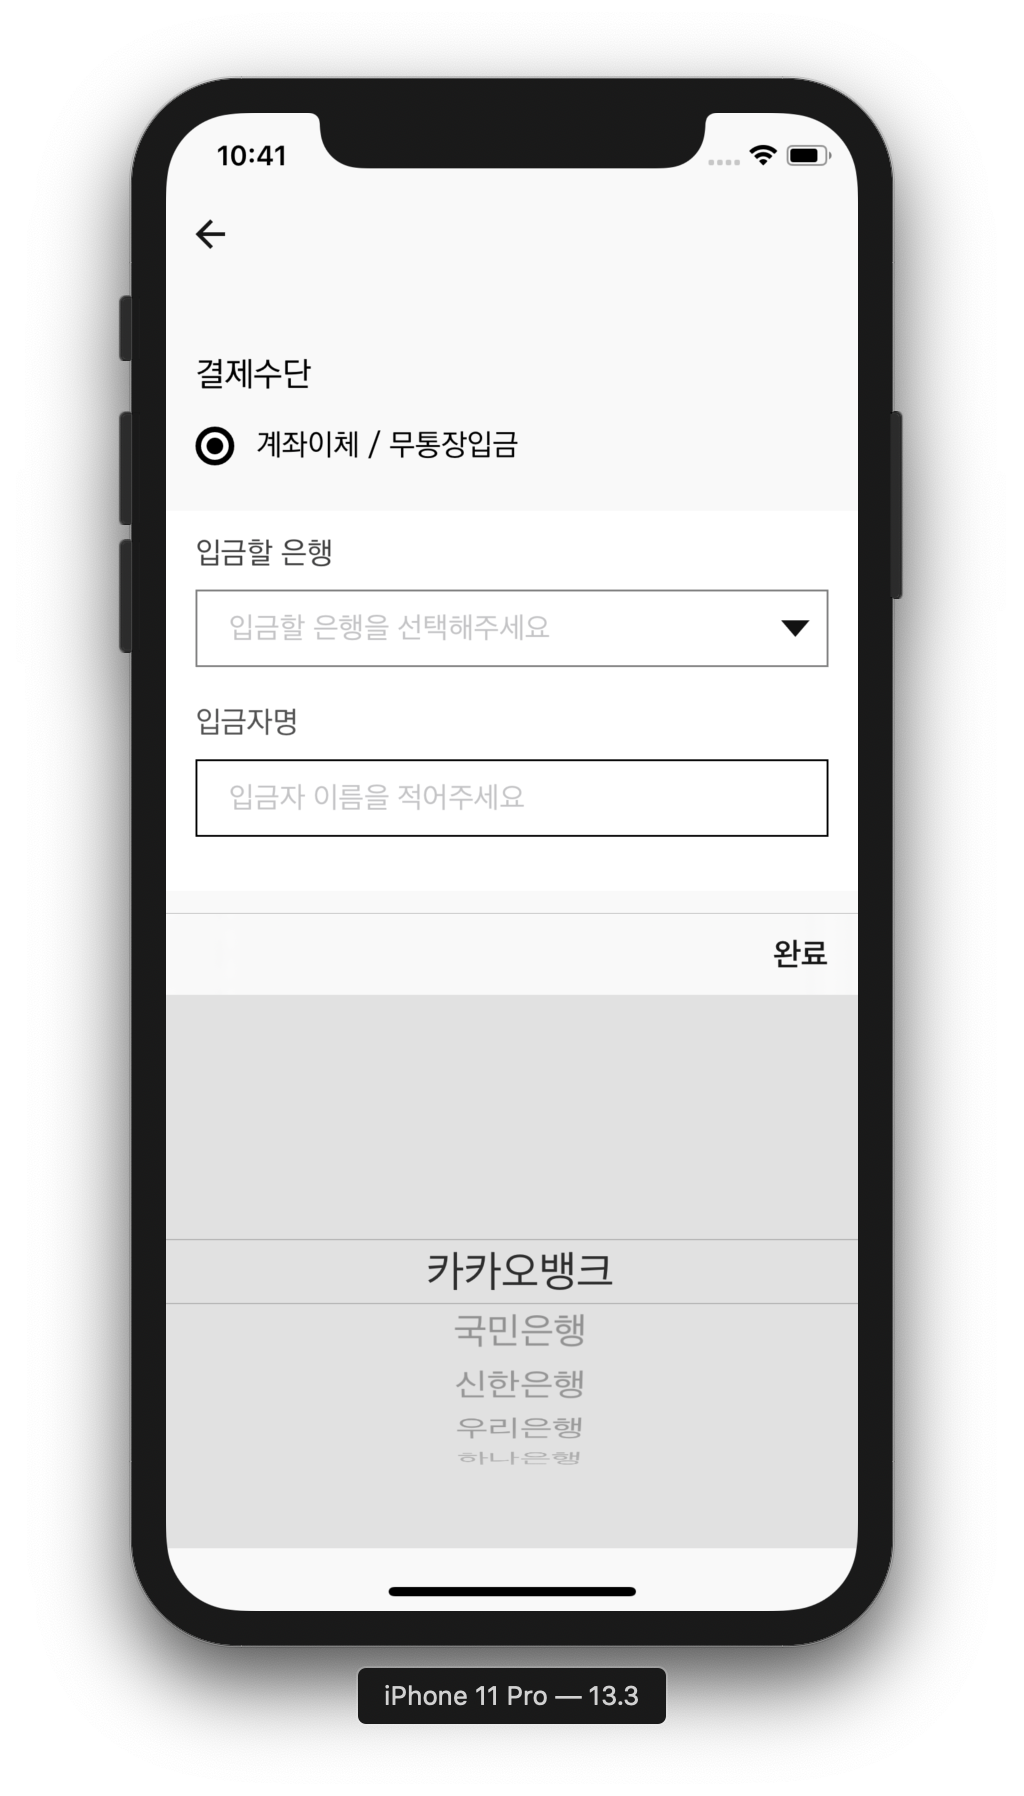 10:41
결제수단
계좌이체 / 무통장입금
입금할 은행
입금할 은행을 선택해주세요
입금자명
입금자 이름을 적어주세요
완료
카카오뱅크
국민은행
신한은행
우리은행
하나은행
iPhone 11 Pro — 13.3